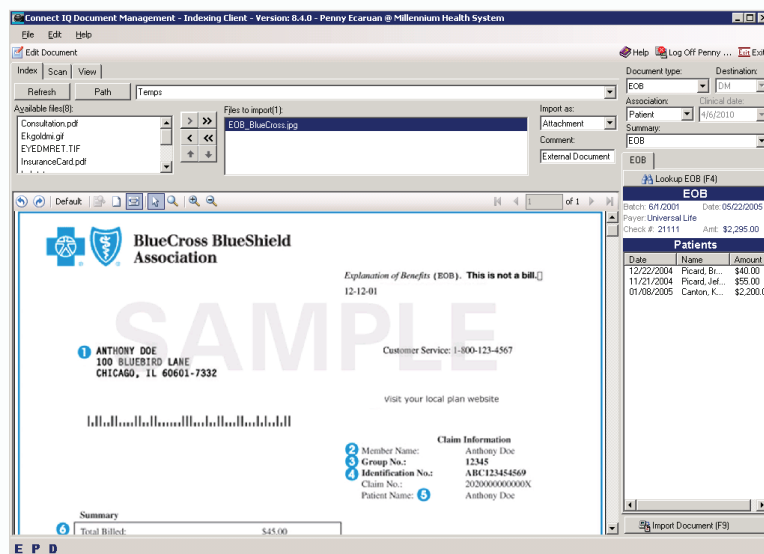 Connect IQ Document Management - Indexing Client - Version: 8.4.0 - Penny Ecaruan @ Millennium Health System
File Edit Help
Edit Document
Help Log Off Penny ... Exit Exit
Index Scan View
Refresh Path Temps
Available files(8):
Consultation.pdf
Ekgoldmi.gif
EYEDMRET.TIF
InsuranceCard.pdf
Files to import(1):
EOB_BlueCross.jpg
Import as:
Attachment
Comment:
External Document
Document type: Destination:
EOB DM
Association: Clinical date:
Patient 4/6/2010
Summary:
EOB
EOB
Lookup EOB (F4)
EOB
Batch: 6/1/2001 Date: 05/22/2005
Payer: Universal Life
Check #: 21111 Amt: $2,295.00
Patients
Date Name Amount
12/22/2004 Picard, Br... $40.00
11/21/2004 Picard, Jef... $55.00
01/08/2005 Canton, K... $2,200.0
Import Document (F9)
Default 1 of 1
BlueCross BlueShield
Association
Explanation of Benefits (EOB). This is not a bill.
12-12-01
SAMPLE
1 ANTHONY DOE
100 BLUEBIRD LANE
CHICAGO, IL 60601-7332
Customer Service: 1-800-123-4567
Visit your local plan website
Claim Information
2 Member Name: Anthony Doe
3 Group No.: 12345
4 Identification No.: ABC123454569
Claim No.: 2020000000000X
Patient Name: 5 Anthony Doe
Summary
6 Total Billed: $45.00
E P D